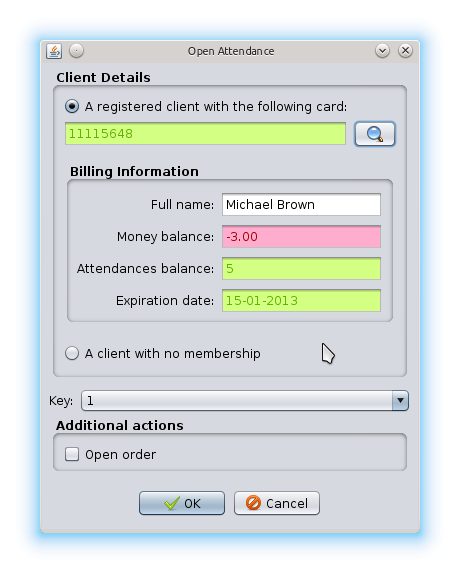 Open Attendance
Client Details
A registered client with the following card:
11115648
Billing Information
Full name: Michael Brown
Money balance: -3.00
Attendances balance: 5
Expiration date: 15-01-2013
A client with no membership
Key: 1
Additional actions
Open order
OK Cancel